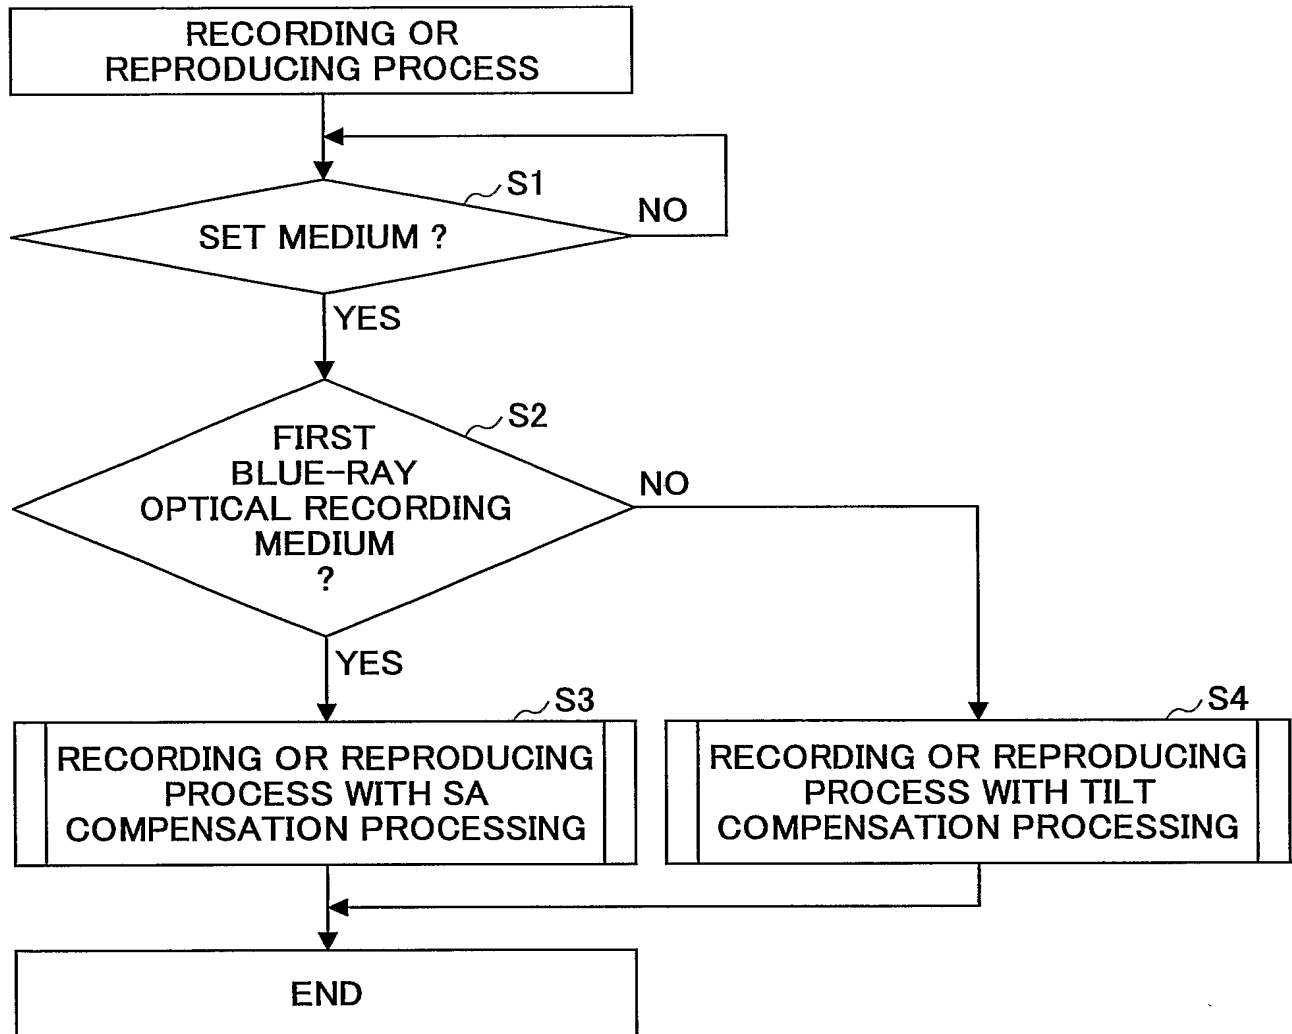 RECORDING OR
REPRODUCING PROCESS
S1
SET MEDIUM ?
NO
YES
S2
FIRST
BLUE-RAY
OPTICAL RECORDING
MEDIUM
?
NO
YES
S3
RECORDING OR REPRODUCING
PROCESS WITH SA
COMPENSATION PROCESSING
S4
RECORDING OR REPRODUCING
PROCESS WITH TILT
COMPENSATION PROCESSING
END